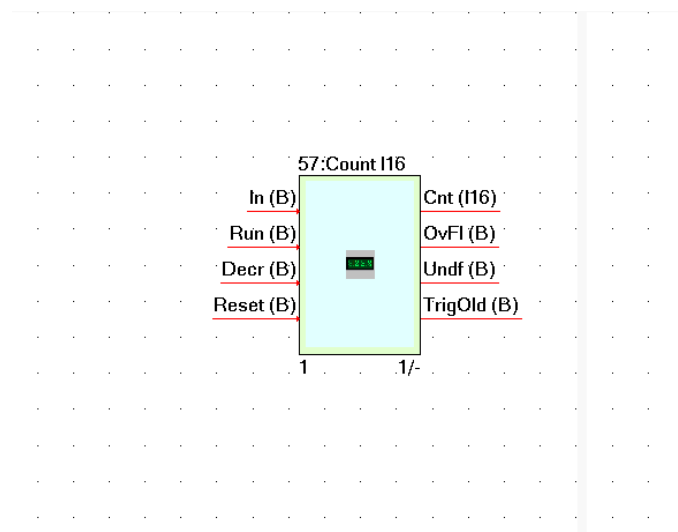 57:Count I16
In (B) Cnt (I16)
Run (B) OvFl (B)
Decr (B) Undf (B)
Reset (B) TrigOld (B)
1 1/-